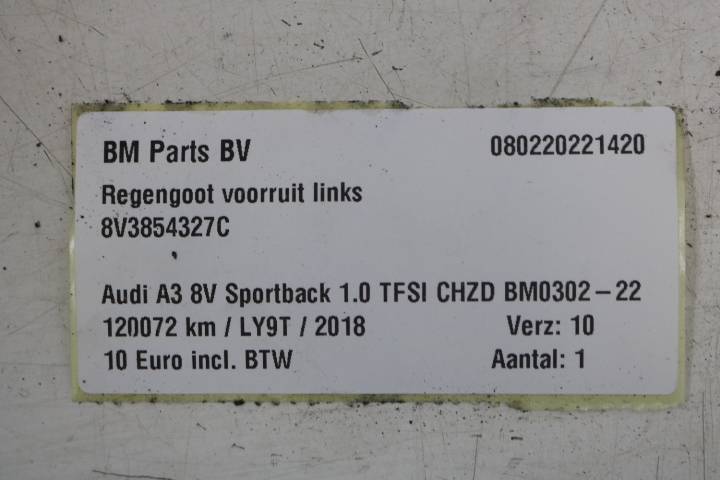 BM Parts BV 080220221420
Regengoot voorruit links
8V3854327C
Audi A3 8V Sportback 1.0 TFSI CHZD BM0302-22
120072 km / LY9T / 2018 Verz: 10
10 Euro incl. BTW Aantal: 1